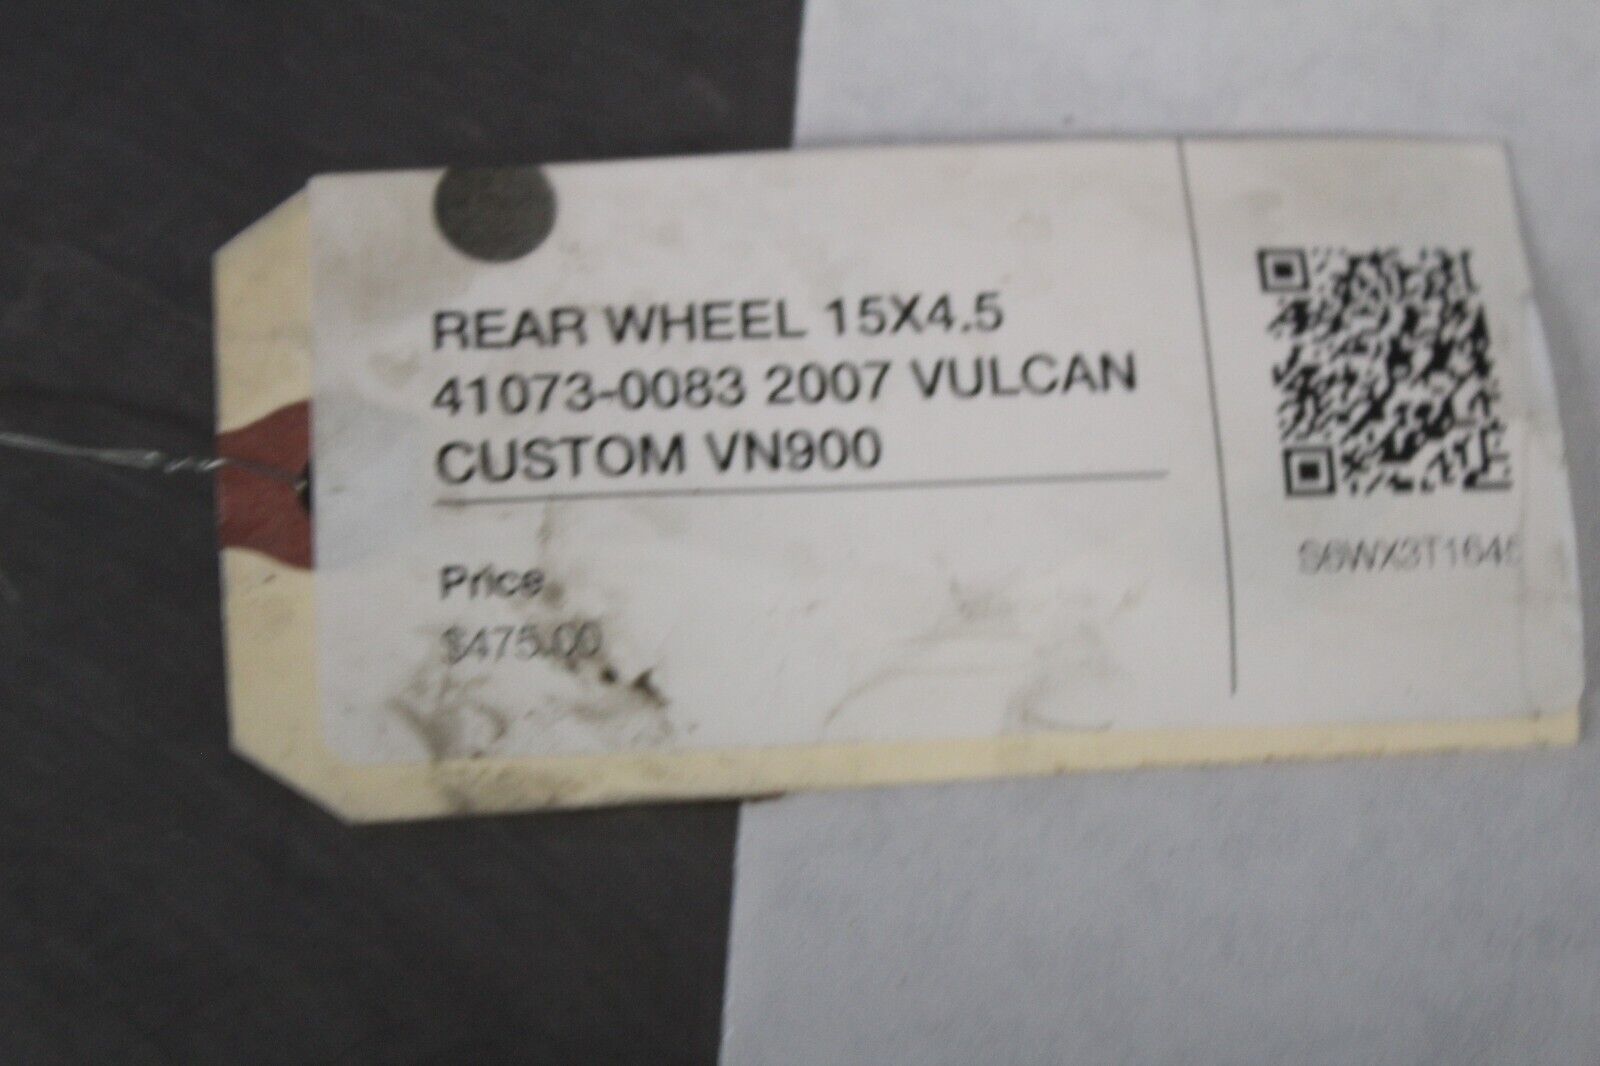 REAR WHEEL 15X4.5
41073-0083 2007 VULCAN
CUSTOM VN900
Price
$475.00